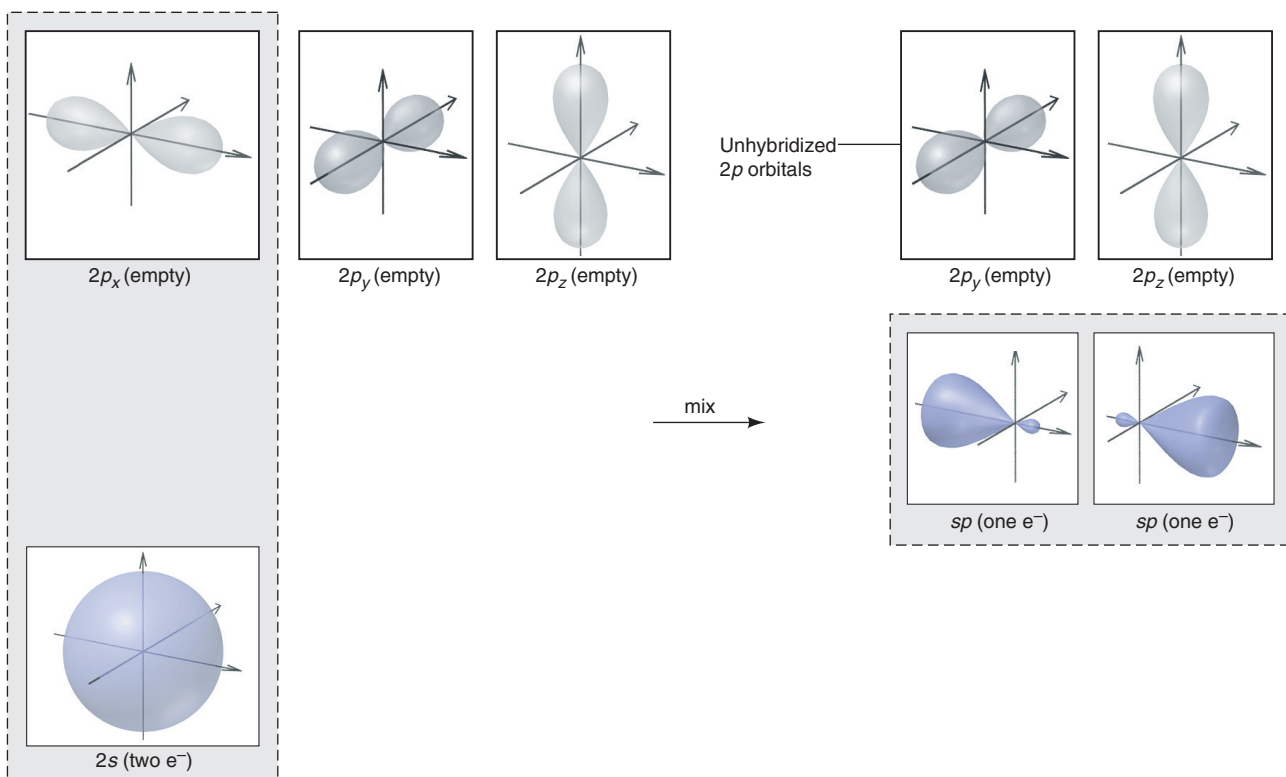 2pₓ (empty)
2p_y (empty)
2p_z (empty)
Unhybridized
2p orbitals
2p_y (empty)
2p_z (empty)
mix
sp (one e⁻)
sp (one e⁻)
2s (two e⁻)